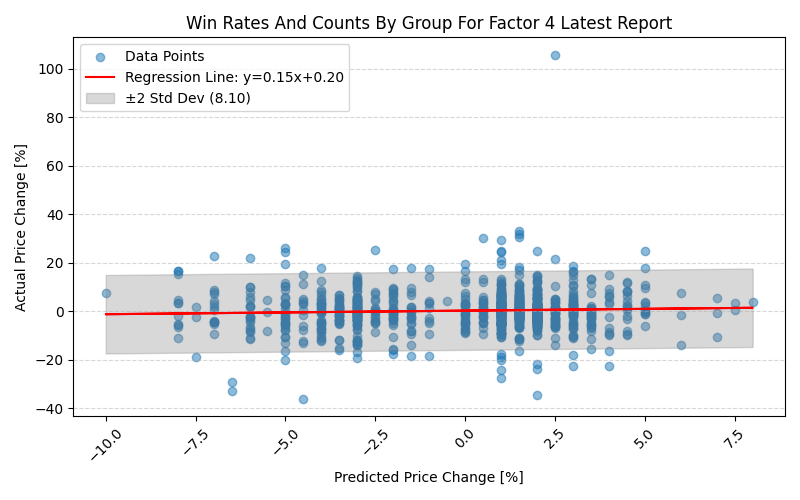 Win Rates And Counts By Group For Factor 4 Latest Report
Data Points
Regression Line: y=0.15x+0.20
±2 Std Dev (8.10)
Actual Price Change [%]
100
80
60
40
20
0
−20
−40
−10.0
−7.5
−5.0
−2.5
0.0
2.5
5.0
7.5
Predicted Price Change [%]